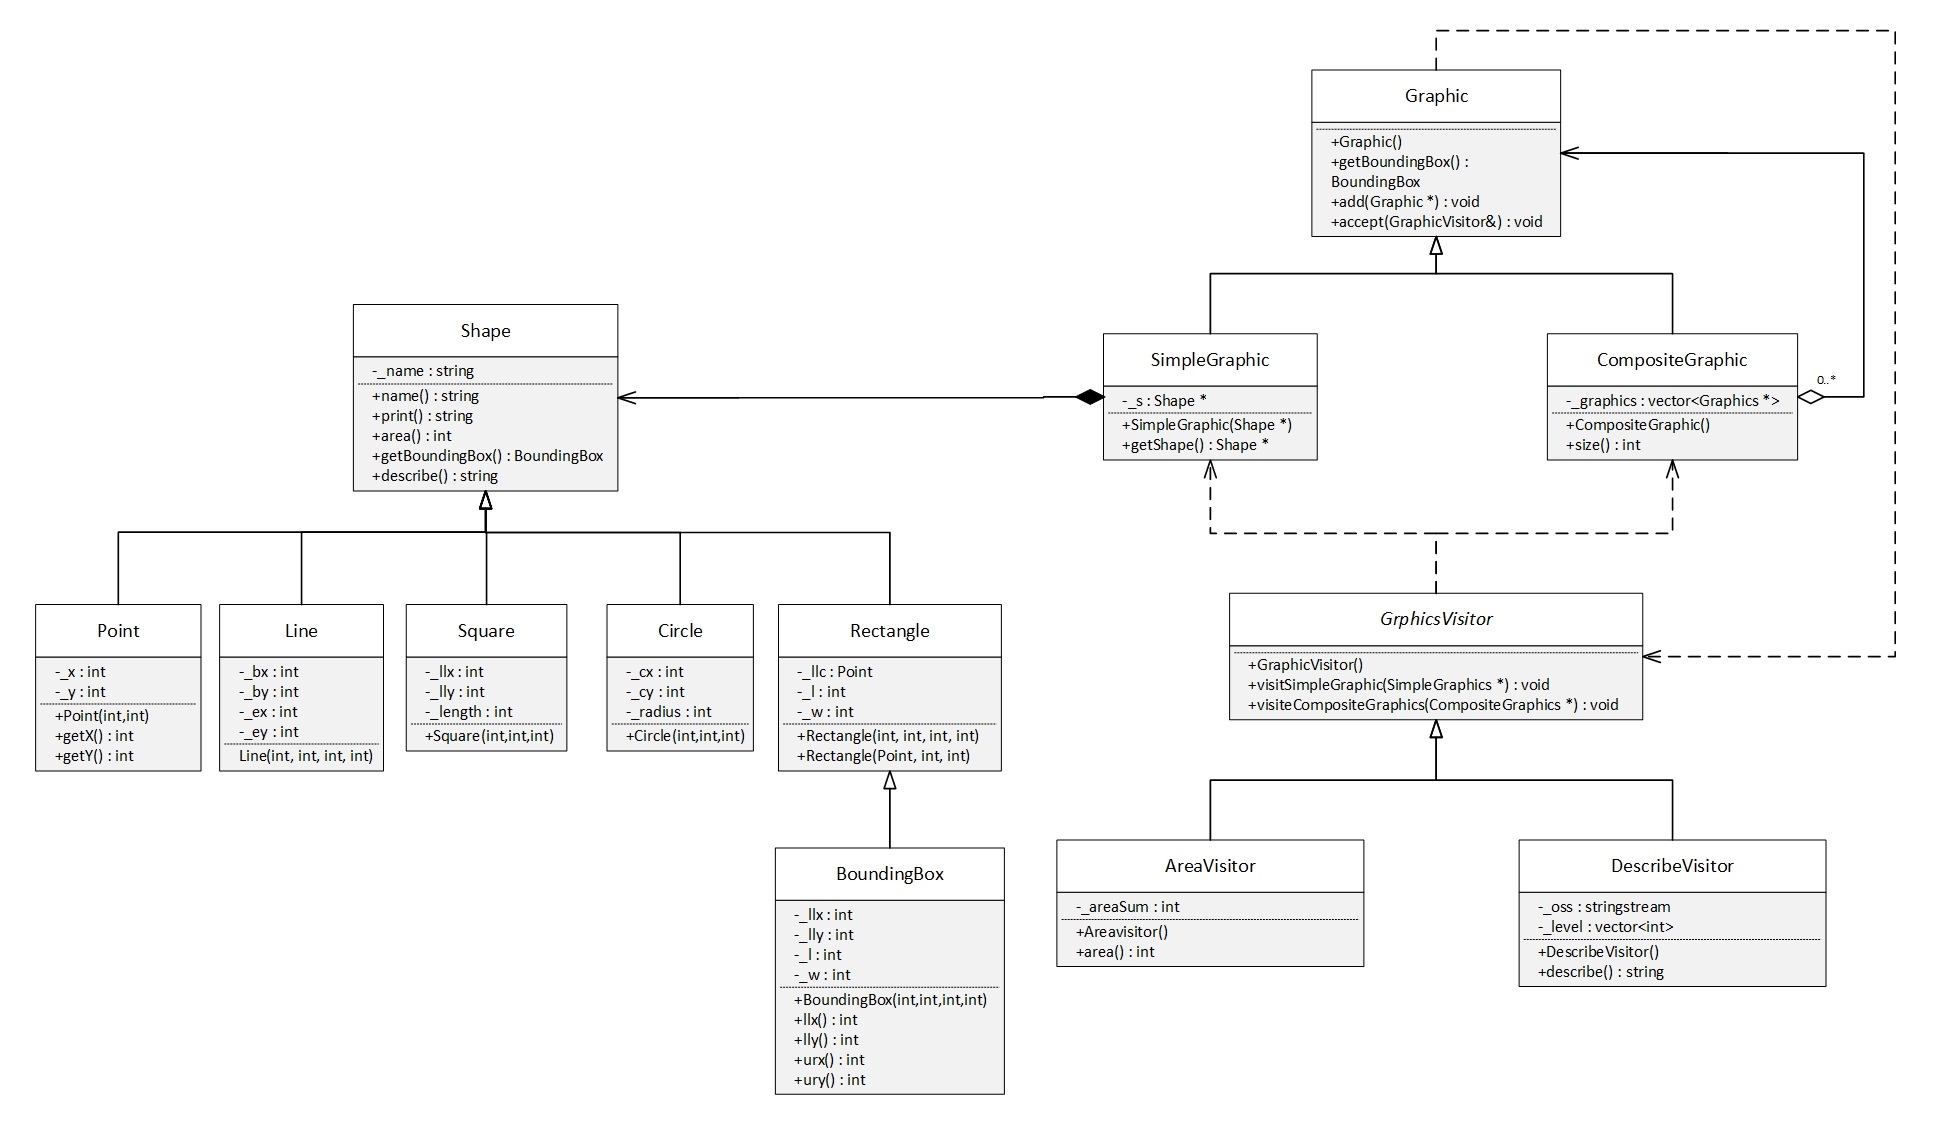 Graphic
+Graphic()
+getBoundingBox() :
BoundingBox
+add(Graphic *) : void
+accept(GraphicVisitor&) : void
Shape
-_name : string
+name() : string
+print() : string
+area() : int
+getBoundingBox() : BoundingBox
+describe() : string
SimpleGraphic
-_s : Shape *
+SimpleGraphic(Shape *)
+getShape() : Shape *
CompositeGraphic
-_graphics : vector<Graphics *>
+CompositeGraphic()
+size() : int
0..*
Point
-_x : int
-_y : int
+Point(int,int)
+getX() : int
+getY() : int
Line
-_bx : int
-_by : int
-_ex : int
-_ey : int
Line(int, int, int, int)
Square
-_llx : int
-_lly : int
-_length : int
+Square(int,int,int)
Circle
-_cx : int
-_cy : int
-_radius : int
+Circle(int,int,int)
Rectangle
-_llc : Point
-_l : int
-_w : int
+Rectangle(int, int, int, int)
+Rectangle(Point, int, int)
GrphicsVisitor
+GraphicVisitor()
+visitSimpleGraphic(SimpleGraphics *) : void
+visiteCompositeGraphics(CompositeGraphics *) : void
BoundingBox
-_llx : int
-_lly : int
-_l : int
-_w : int
+BoundingBox(int,int,int,int)
+llx() : int
+lly() : int
+urx() : int
+ury() : int
AreaVisitor
-_areaSum : int
+Areavisitor()
+area() : int
DescribeVisitor
-_oss : stringstream
-_level : vector<int>
+DescribeVisitor()
+describe() : string